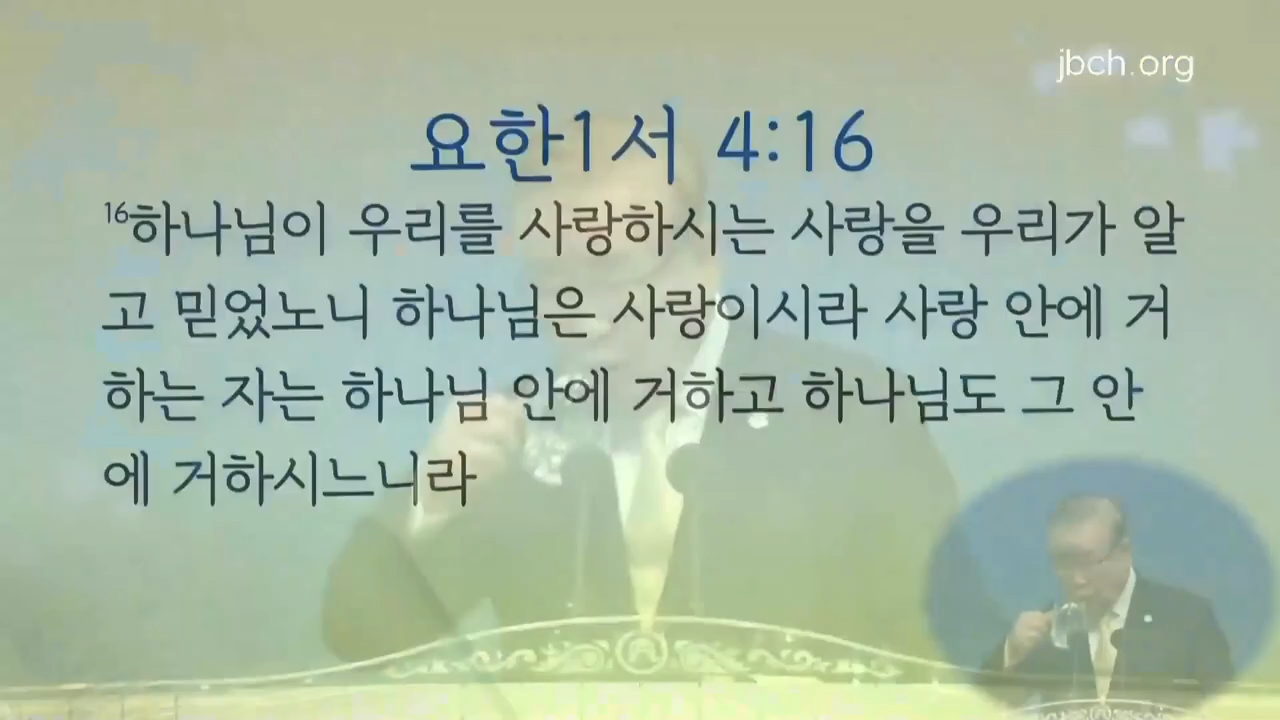 jbch.org
요한1서 4:16
16하나님이 우리를 사랑하시는 사랑을 우리가 알
고 믿었노니 하나님은 사랑이시라 사랑 안에 거
하는 자는 하나님 안에 거하고 하나님도 그 안
에 거하시느니라